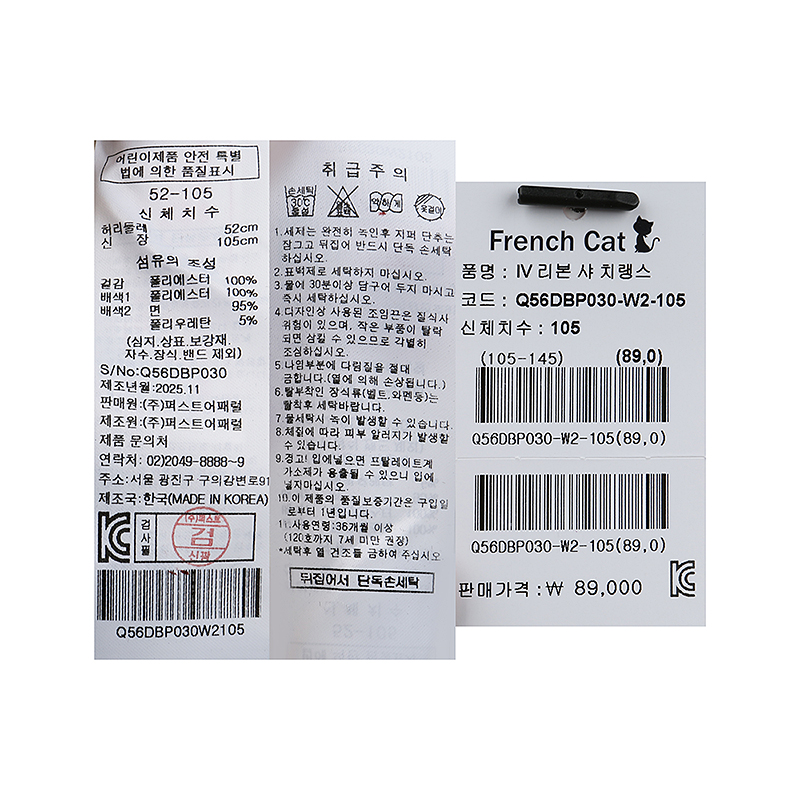 어린이제품 안전 특별
법에 의한 품질표시
52-105
신 체 치 수
허리둘레 52cm
신 장 105cm
섬유의 조성
겉감 폴리에스터 100%
배색1 폴리에스터 100%
배색2 면 95%
폴리우레탄 5%
(심지.상표.보강재.
자수.장식.밴드 제외)
S/No:Q56DBP030
제조년월:2025.11
판매원:(주)퍼스트어패럴
제조원:(주)퍼스트어패럴
제품 문의처
연락처: 02)2049-8888~9
주소:서울 광진구 구의강변로91
제조국:한국(MADE IN KOREA)
검사필
(주)퍼스트
검
신광
Q56DBP030W2105
취 급 주 의
손세탁
30℃
중성
약하게
옷걸이
1.세제는 완전히 녹인후 지퍼 단추는
잠그고 뒤집어 반드시 단독 손세탁
하십시오.
2.표백제로 세탁하지 마십시오.
3.물에 30분이상 담구어 두지 마시고
즉시 세탁하십시오.
4.디자인상 사용된 조임끈은 질식사
위험이 있으며, 작은 부품이 탈락
되면 삼킬 수 있으므로 각별히
조심하십시오.
5.나염부분에 다림질을 절대
금합니다.(열에 의해 손상됩니다.)
6.탈부착인 장식류(벨트,와펜등)는
탈착후 세탁바랍니다.
7.물세탁시 녹이 발생할 수 있습니다.
8.체질에 따라 피부 알러지가 발생할
수 있습니다.
9.경고! 입에넣으면 프탈레이트계
가소제가 용출될 수 있으니 입에
넣지마십시오.
10.이 제품의 품질보증기간은 구입일
로부터 1년입니다.
11.사용연령:36개월 이상
(120호까지 7세 미만 권장)
*세탁후 열 건조를 금하여 주십시오
뒤집어서 단독손세탁
French Cat
품명 : IV 리본 샤 치랭스
코드 : Q56DBP030-W2-105
신체치수 : 105
(105-145) (89,0)
Q56DBP030-W2-105(89,0)
Q56DBP030-W2-105(89,0)
판매가격 : ₩ 89,000